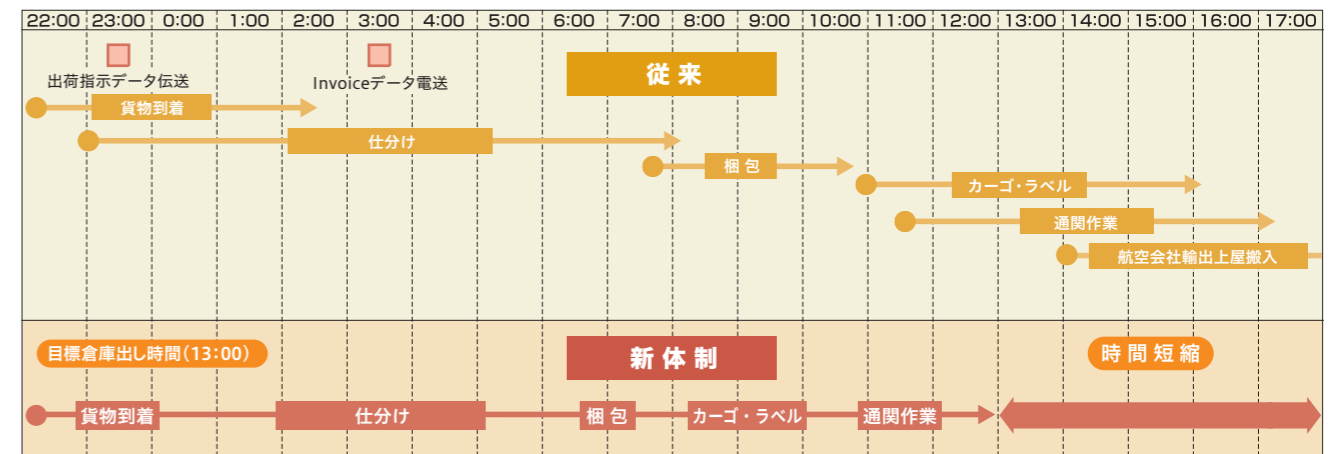 22:00 23:00 0:00 1:00 2:00 3:00 4:00 5:00 6:00 7:00 8:00 9:00 10:00 11:00 12:00 13:00 14:00 15:00 16:00 17:00
従来
出荷指示データ伝送
Invoiceデータ電送
貨物到着
仕分け
梱包
カーゴ・ラベル
通関作業
航空会社輸出上屋搬入
目標倉庫出し時間(13:00)
新体制
時間短縮
貨物到着 仕分け 梱包 カーゴ・ラベル 通関作業